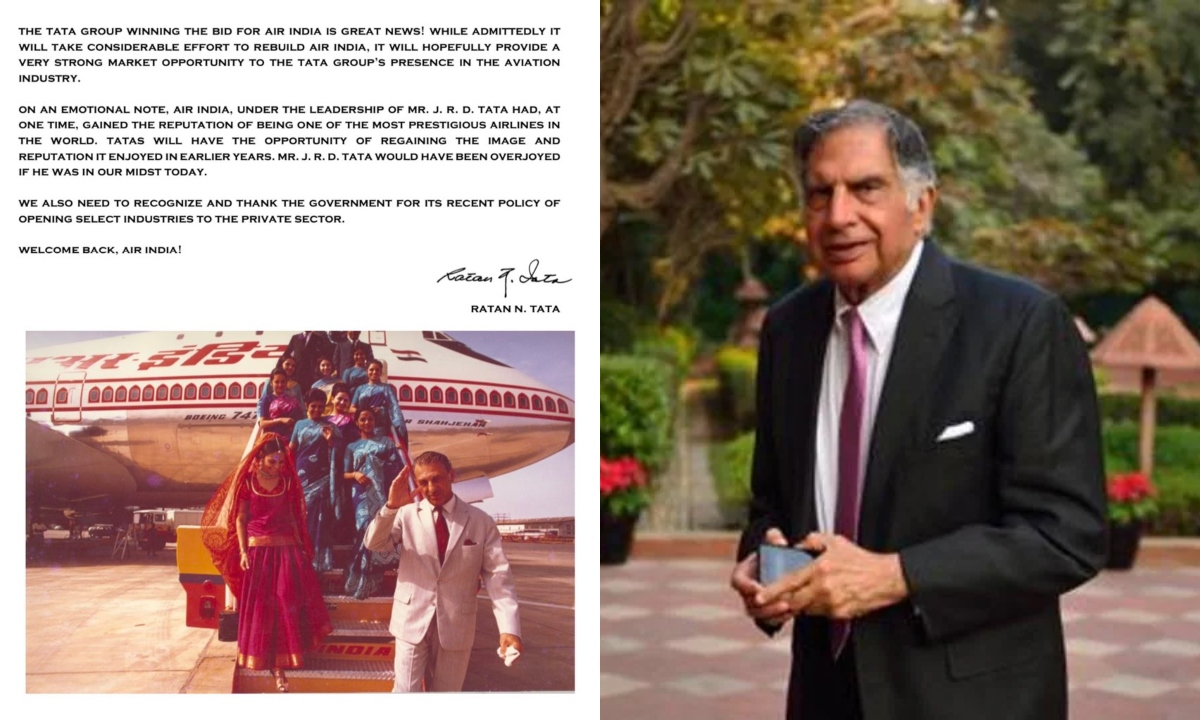 THE TATA GROUP WINNING THE BID FOR AIR INDIA IS GREAT NEWS! WHILE ADMITTEDLY IT
WILL TAKE CONSIDERABLE EFFORT TO REBUILD AIR INDIA, IT WILL HOPEFULLY PROVIDE A
VERY STRONG MARKET OPPORTUNITY TO THE TATA GROUP'S PRESENCE IN THE AVIATION
INDUSTRY.
ON AN EMOTIONAL NOTE, AIR INDIA, UNDER THE LEADERSHIP OF MR. J. R. D. TATA HAD, AT
ONE TIME, GAINED THE REPUTATION OF BEING ONE OF THE MOST PRESTIGIOUS AIRLINES IN
THE WORLD. TATAS WILL HAVE THE OPPORTUNITY OF REGAINING THE IMAGE AND
REPUTATION IT ENJOYED IN EARLIER YEARS. MR. J. R. D. TATA WOULD HAVE BEEN OVERJOYED
IF HE WAS IN OUR MIDST TODAY.
WE ALSO NEED TO RECOGNIZE AND THANK THE GOVERNMENT FOR ITS RECENT POLICY OF
OPENING SELECT INDUSTRIES TO THE PRIVATE SECTOR.
WELCOME BACK, AIR INDIA!
Ratan N. Tata
RATAN N. TATA
इंडिया
BOEING 747
SHAHJEHAN
INDIA